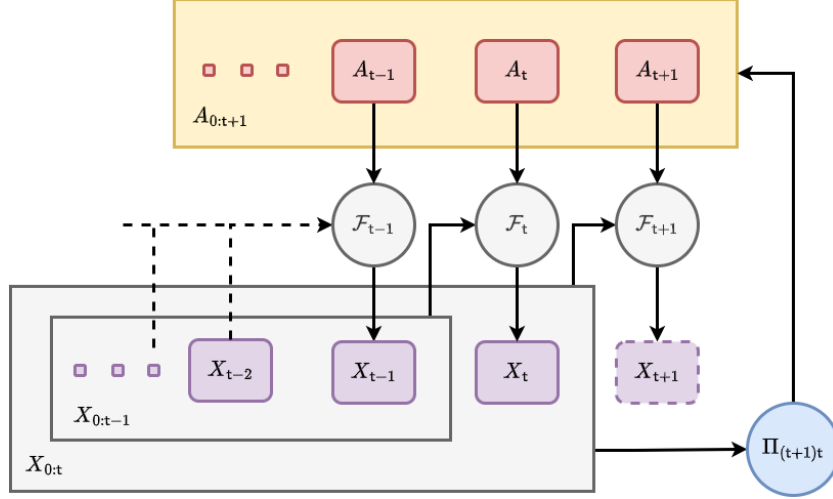 A_{t−1} A_t A_{t+1}
A_{0:t+1}
ℱ_{t−1} ℱ_t ℱ_{t+1}
X_{t−2} X_{t−1} X_t X_{t+1}
X_{0:t−1}
X_{0:t}
Π_{(t+1)t}